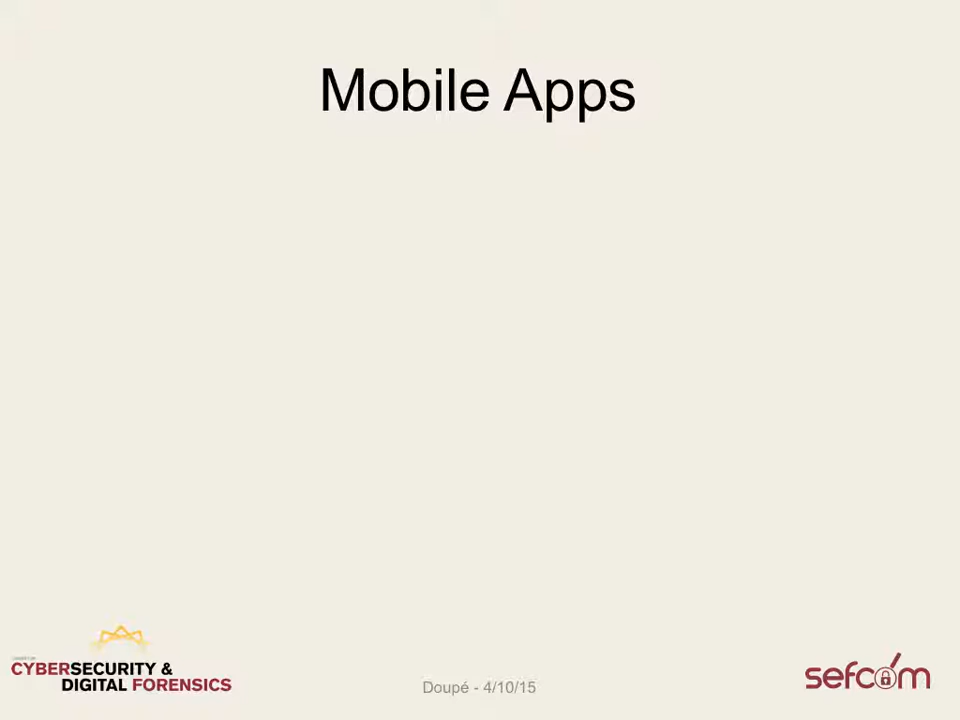 Mobile Apps
CYBERSECURITY &
DIGITAL FORENSICS
Doupé - 4/10/15
sefcom